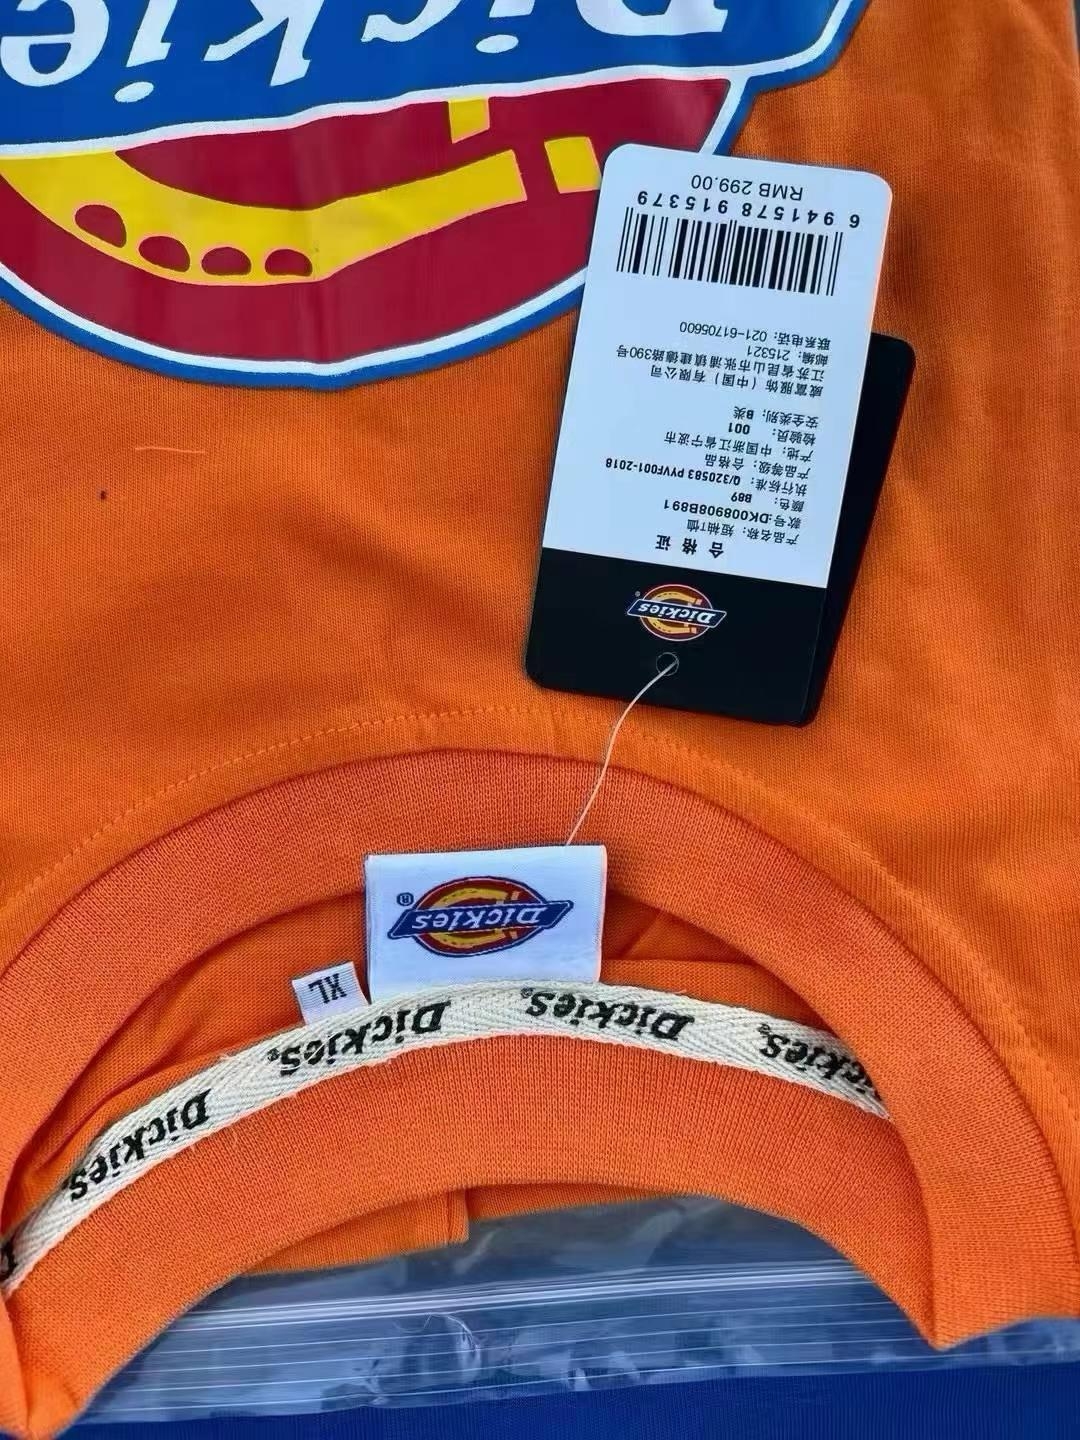 Dickies
合格证
产品名称: 短袖T恤
款号:DK008908B891
颜色: B89
执行标准: Q/320583 PYVF001-2018
产品等级: 合格品
产地: 中国浙江省宁波市
检验员: 001
安全类别: B类
威富服饰（中国）有限公司
江苏省昆山市张浦镇建德路390号
邮编: 215321
联系电话: 021-61705600
6 941578 915379
RMB 299.00
Dickies
Dickies®
XL
Dickies
Dickies
Dickies
Dickies